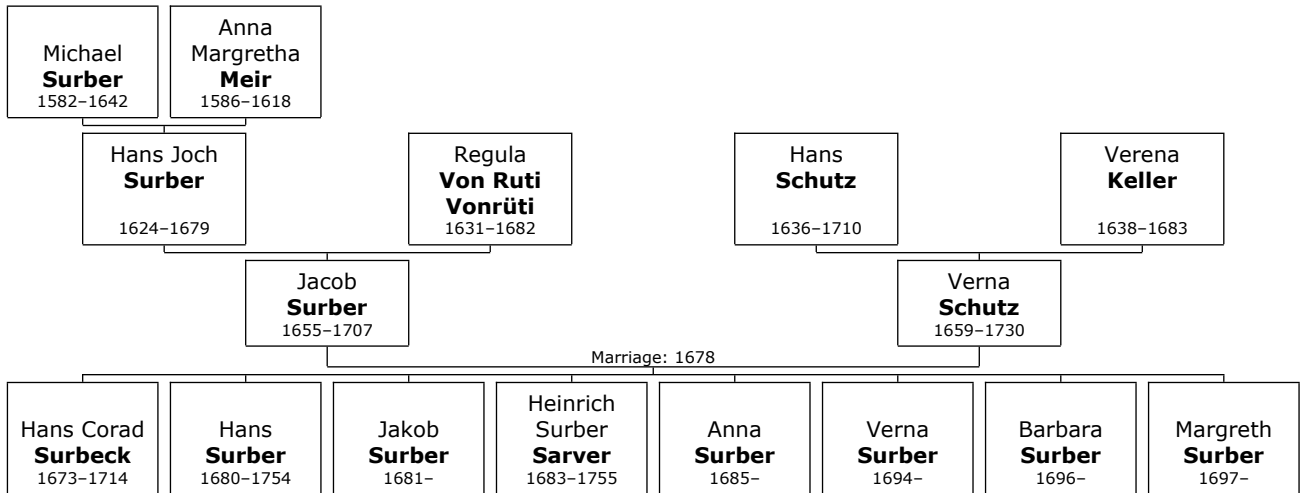 Michael
Surber
1582–1642
Anna
Margretha
Meir
1586–1618
Hans Joch
Surber
1624–1679
Regula
Von Ruti
Vonrüti
1631–1682
Hans
Schutz
1636–1710
Verena
Keller
1638–1683
Jacob
Surber
1655–1707
Verna
Schutz
1659–1730
Marriage: 1678
Hans Corad
Surbeck
1673–1714
Hans
Surber
1680–1754
Jakob
Surber
1681–
Heinrich
Surber
Sarver
1683–1755
Anna
Surber
1685–
Verna
Surber
1694–
Barbara
Surber
1696–
Margreth
Surber
1697–